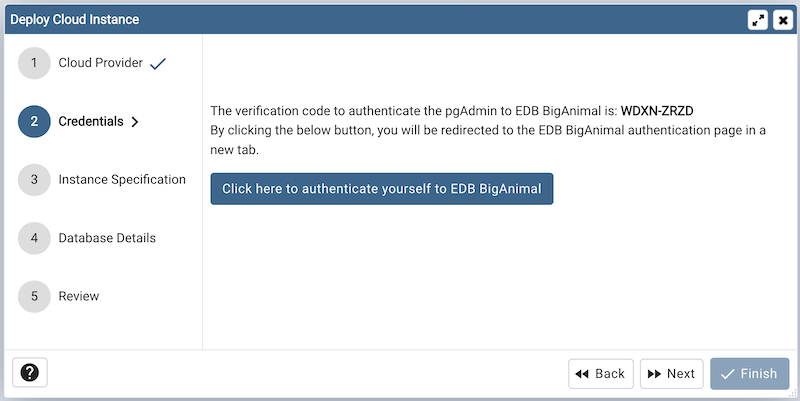 Deploy Cloud Instance
1 Cloud Provider
2 Credentials
3 Instance Specification
4 Database Details
5 Review
The verification code to authenticate the pgAdmin to EDB BigAnimal is: WDXN-ZRZD
By clicking the below button, you will be redirected to the EDB BigAnimal authentication page in a
new tab.
Click here to authenticate yourself to EDB BigAnimal
? Back Next Finish